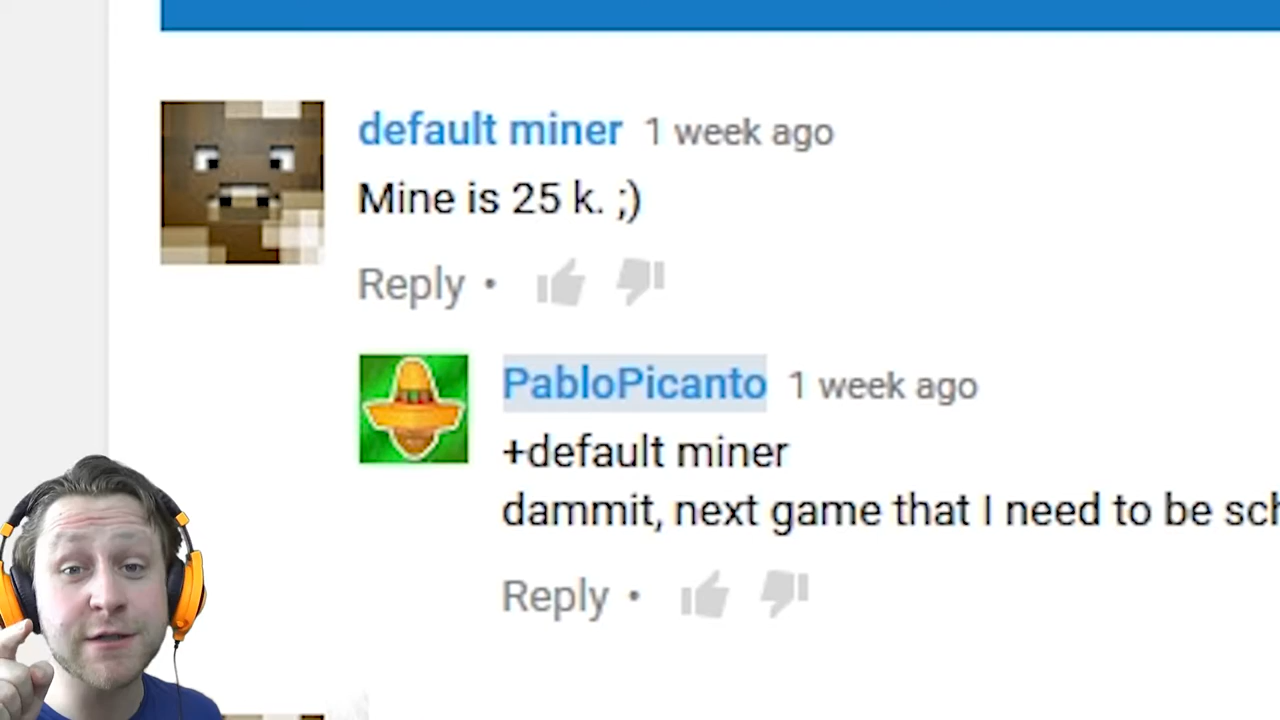 default miner 1 week ago
Mine is 25 k. ;)
Reply •
PabloPicanto 1 week ago
+default miner
dammit, next game that I need to be
Reply •